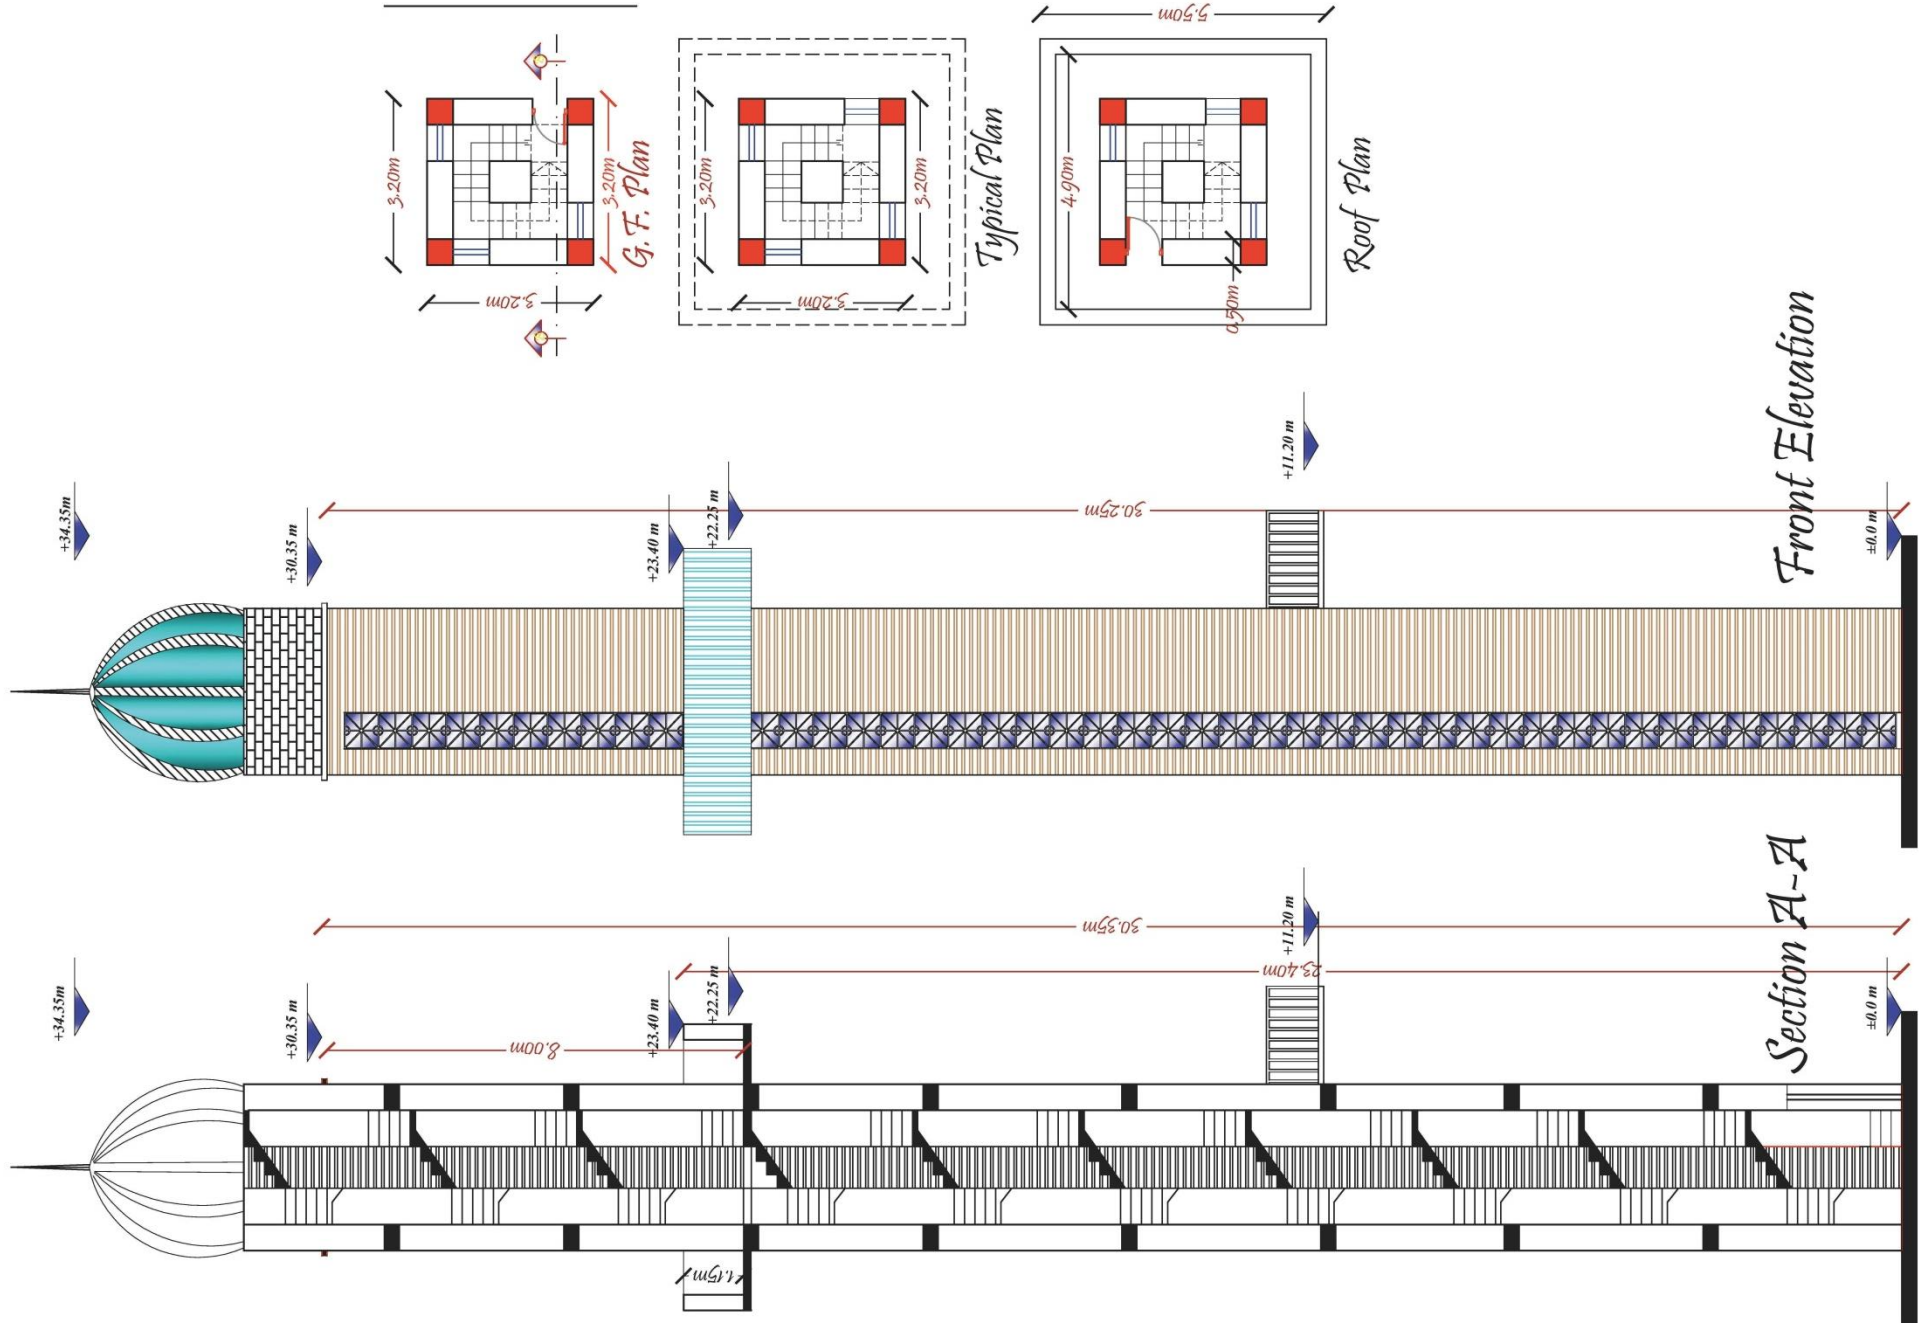 5.50m
3.20m
3.20m
G.F. Plan
3.20m
3.20m
3.20m
Typical Plan
3.20m
4.90m
0.50m
Roof Plan
+34.35m
+30.35 m
30.25m
+23.40 m
+22.25 m
+11.20 m
±0.0 m
Front Elevation
+34.35m
+30.35 m
30.35m
23.40m
8.00m
+23.40 m
+22.25 m
+11.20 m
±0.0 m
1.15m
Section A-A